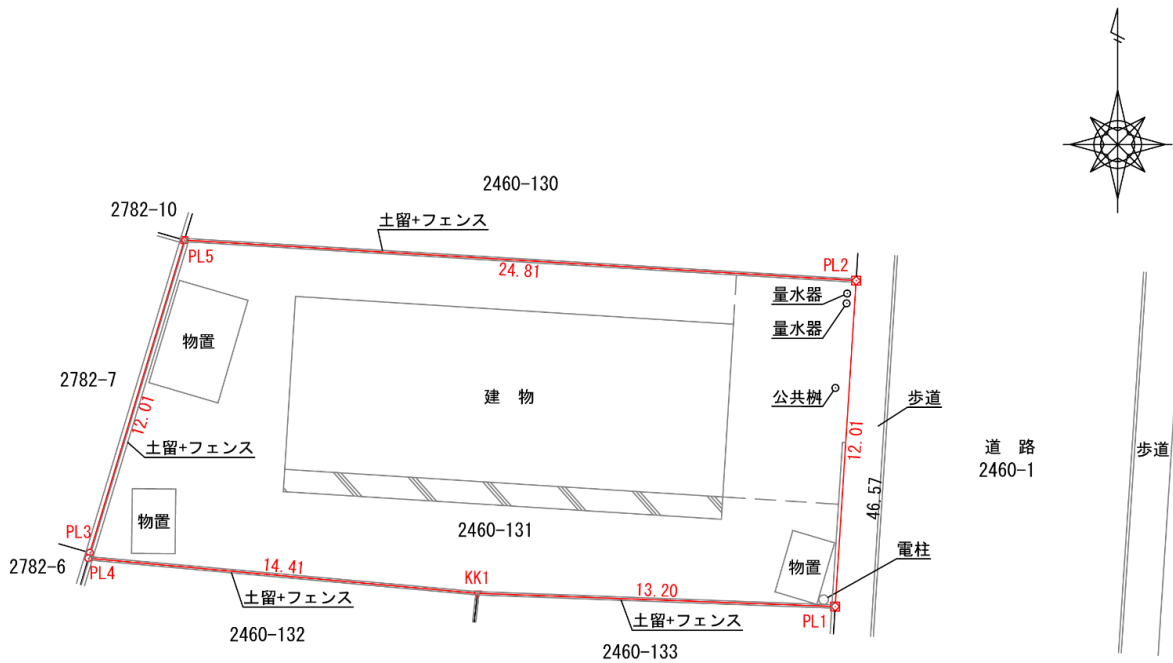 2460-130
2782-10
土留+フェンス
PL5
24.81
PL2
量水器
量水器
物置
2782-7
建 物
公共桝
歩道
12.01
12.01
土留+フェンス
道 路
2460-1
歩道
46.57
2460-131
物置
PL3
PL4
2782-6
電柱
物置
14.41
KK1
13.20
土留+フェンス
土留+フェンス
PL1
2460-132
2460-133